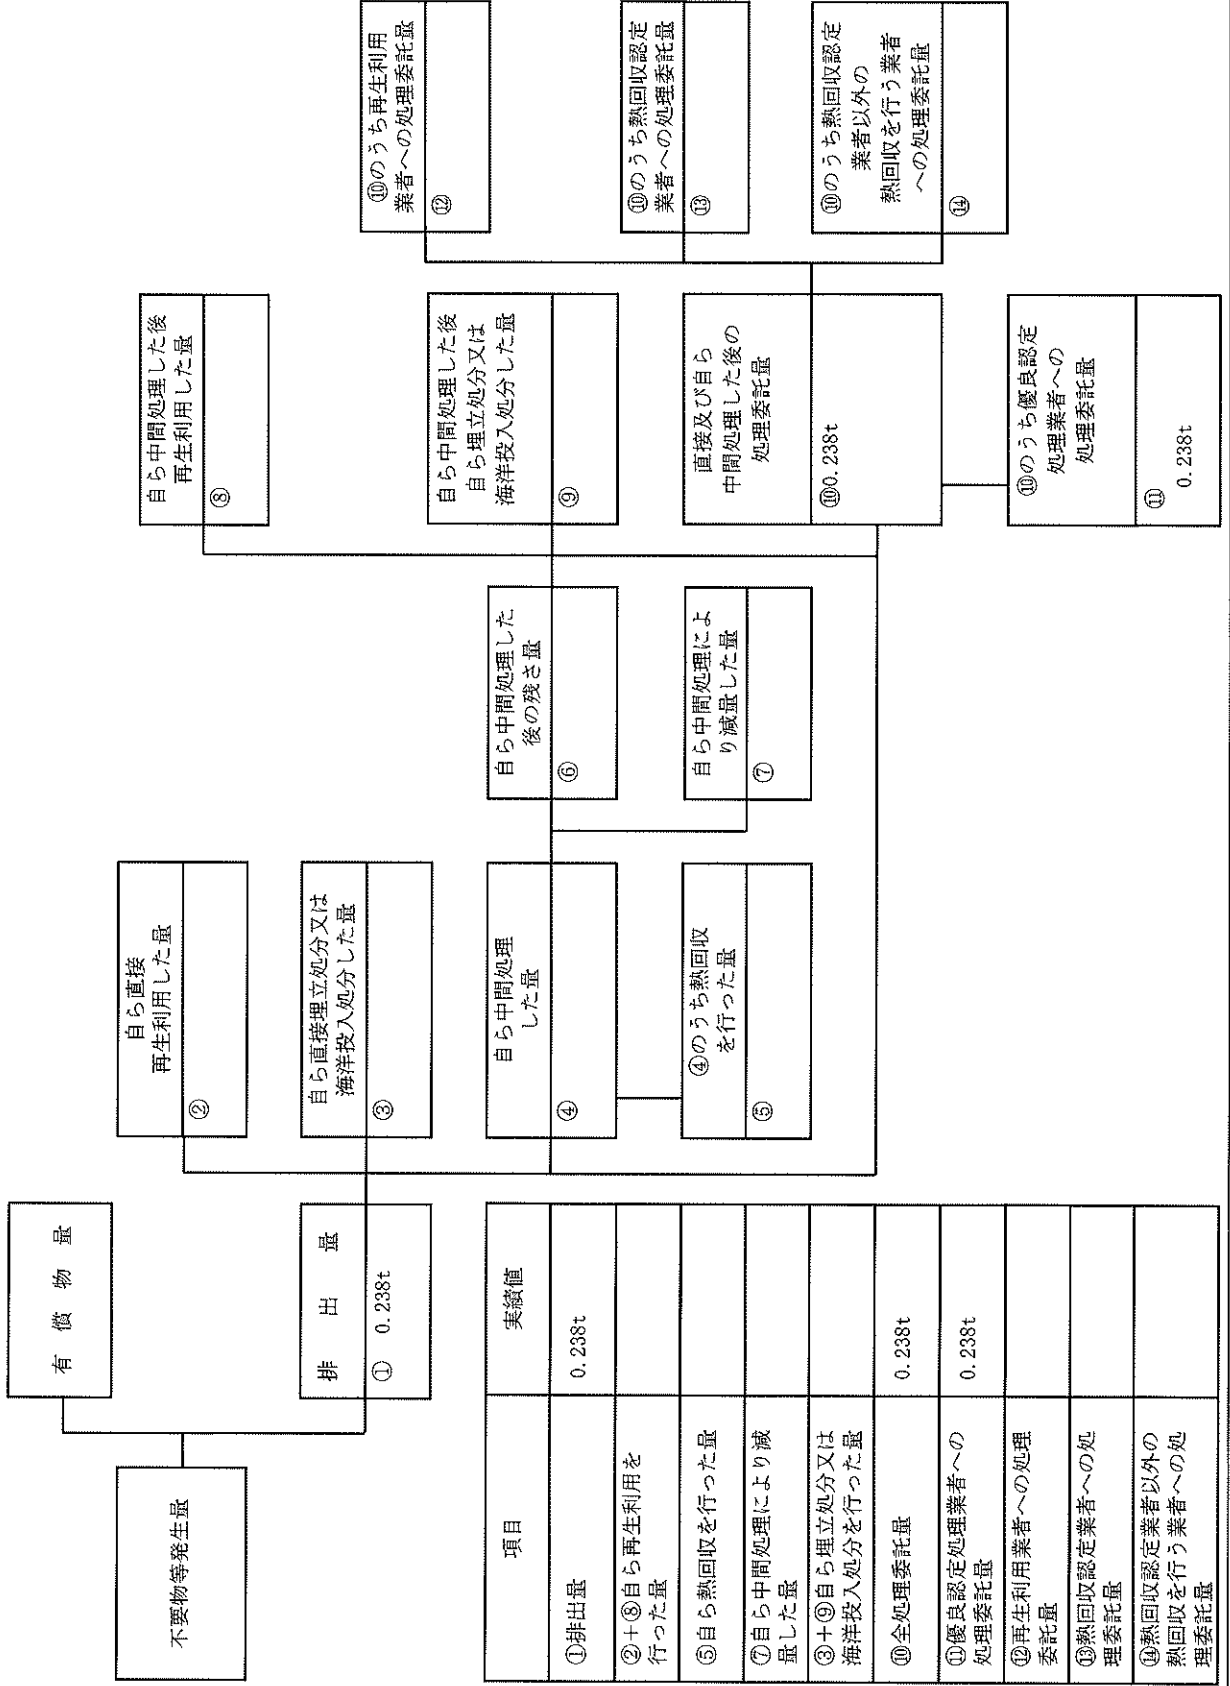 不要物等発生量
有償物量
排出量
① 0.238t
自ら直接
再生利用した量
②
自ら直接埋立処分又は
海洋投入処分した量
③
自ら中間処理
した量
④
④のうち熱回収
を行った量
⑤
自ら中間処理した
後の残さ量
⑥
自ら中間処理によ
り減量した量
⑦
自ら中間処理した後
再生利用した量
⑧
自ら中間処理した後
自ら埋立処分又は
海洋投入処分した量
⑨
直接及び自ら
中間処理した後の
処理委託量
⑩0.238t
⑩のうち優良認定
処理業者への
処理委託量
⑪
0.238t
⑩のうち再生利用
業者への処理委託量
⑫
⑩のうち熱回収認定
業者への処理委託量
⑬
⑩のうち熱回収認定
業者以外の
熱回収を行う業者
への処理委託量
⑭
項目 実績値
①排出量 0.238t
②+⑧自ら再生利用を
行った量
⑤自ら熱回収を行った量
⑦自ら中間処理により減
量した量
③+⑨自ら埋立処分又は
海洋投入処分を行った量
⑩全処理委託量 0.238t
⑪優良認定処理業者への
処理委託量 0.238t
⑫再生利用業者への処理
委託量
⑬熱回収認定業者への処
理委託量
⑭熱回収認定業者以外の
熱回収を行う業者への処
理委託量